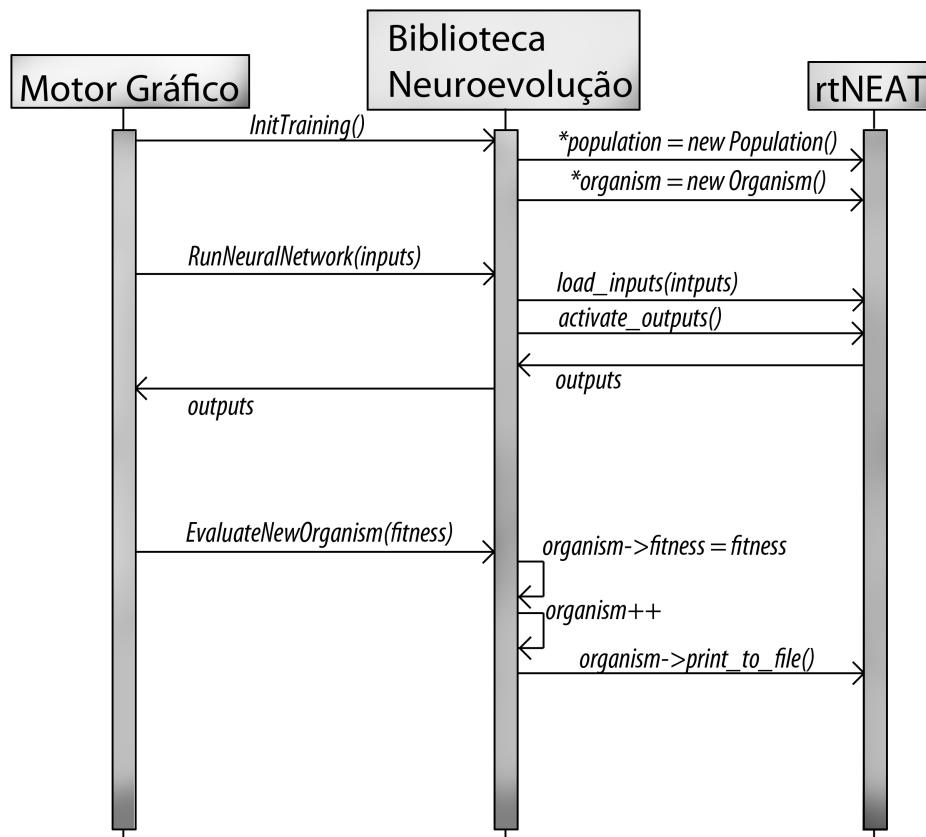 Motor Gráfico
Biblioteca
Neuroevolução
rtNEAT
InitTraining()
*population = new Population()
*organism = new Organism()
RunNeuralNetwork(inputs)
load_inputs(intputs)
activate_outputs()
outputs
outputs
EvaluateNewOrganism(fitness)
organism->fitness = fitness
organism++
organism->print_to_file()